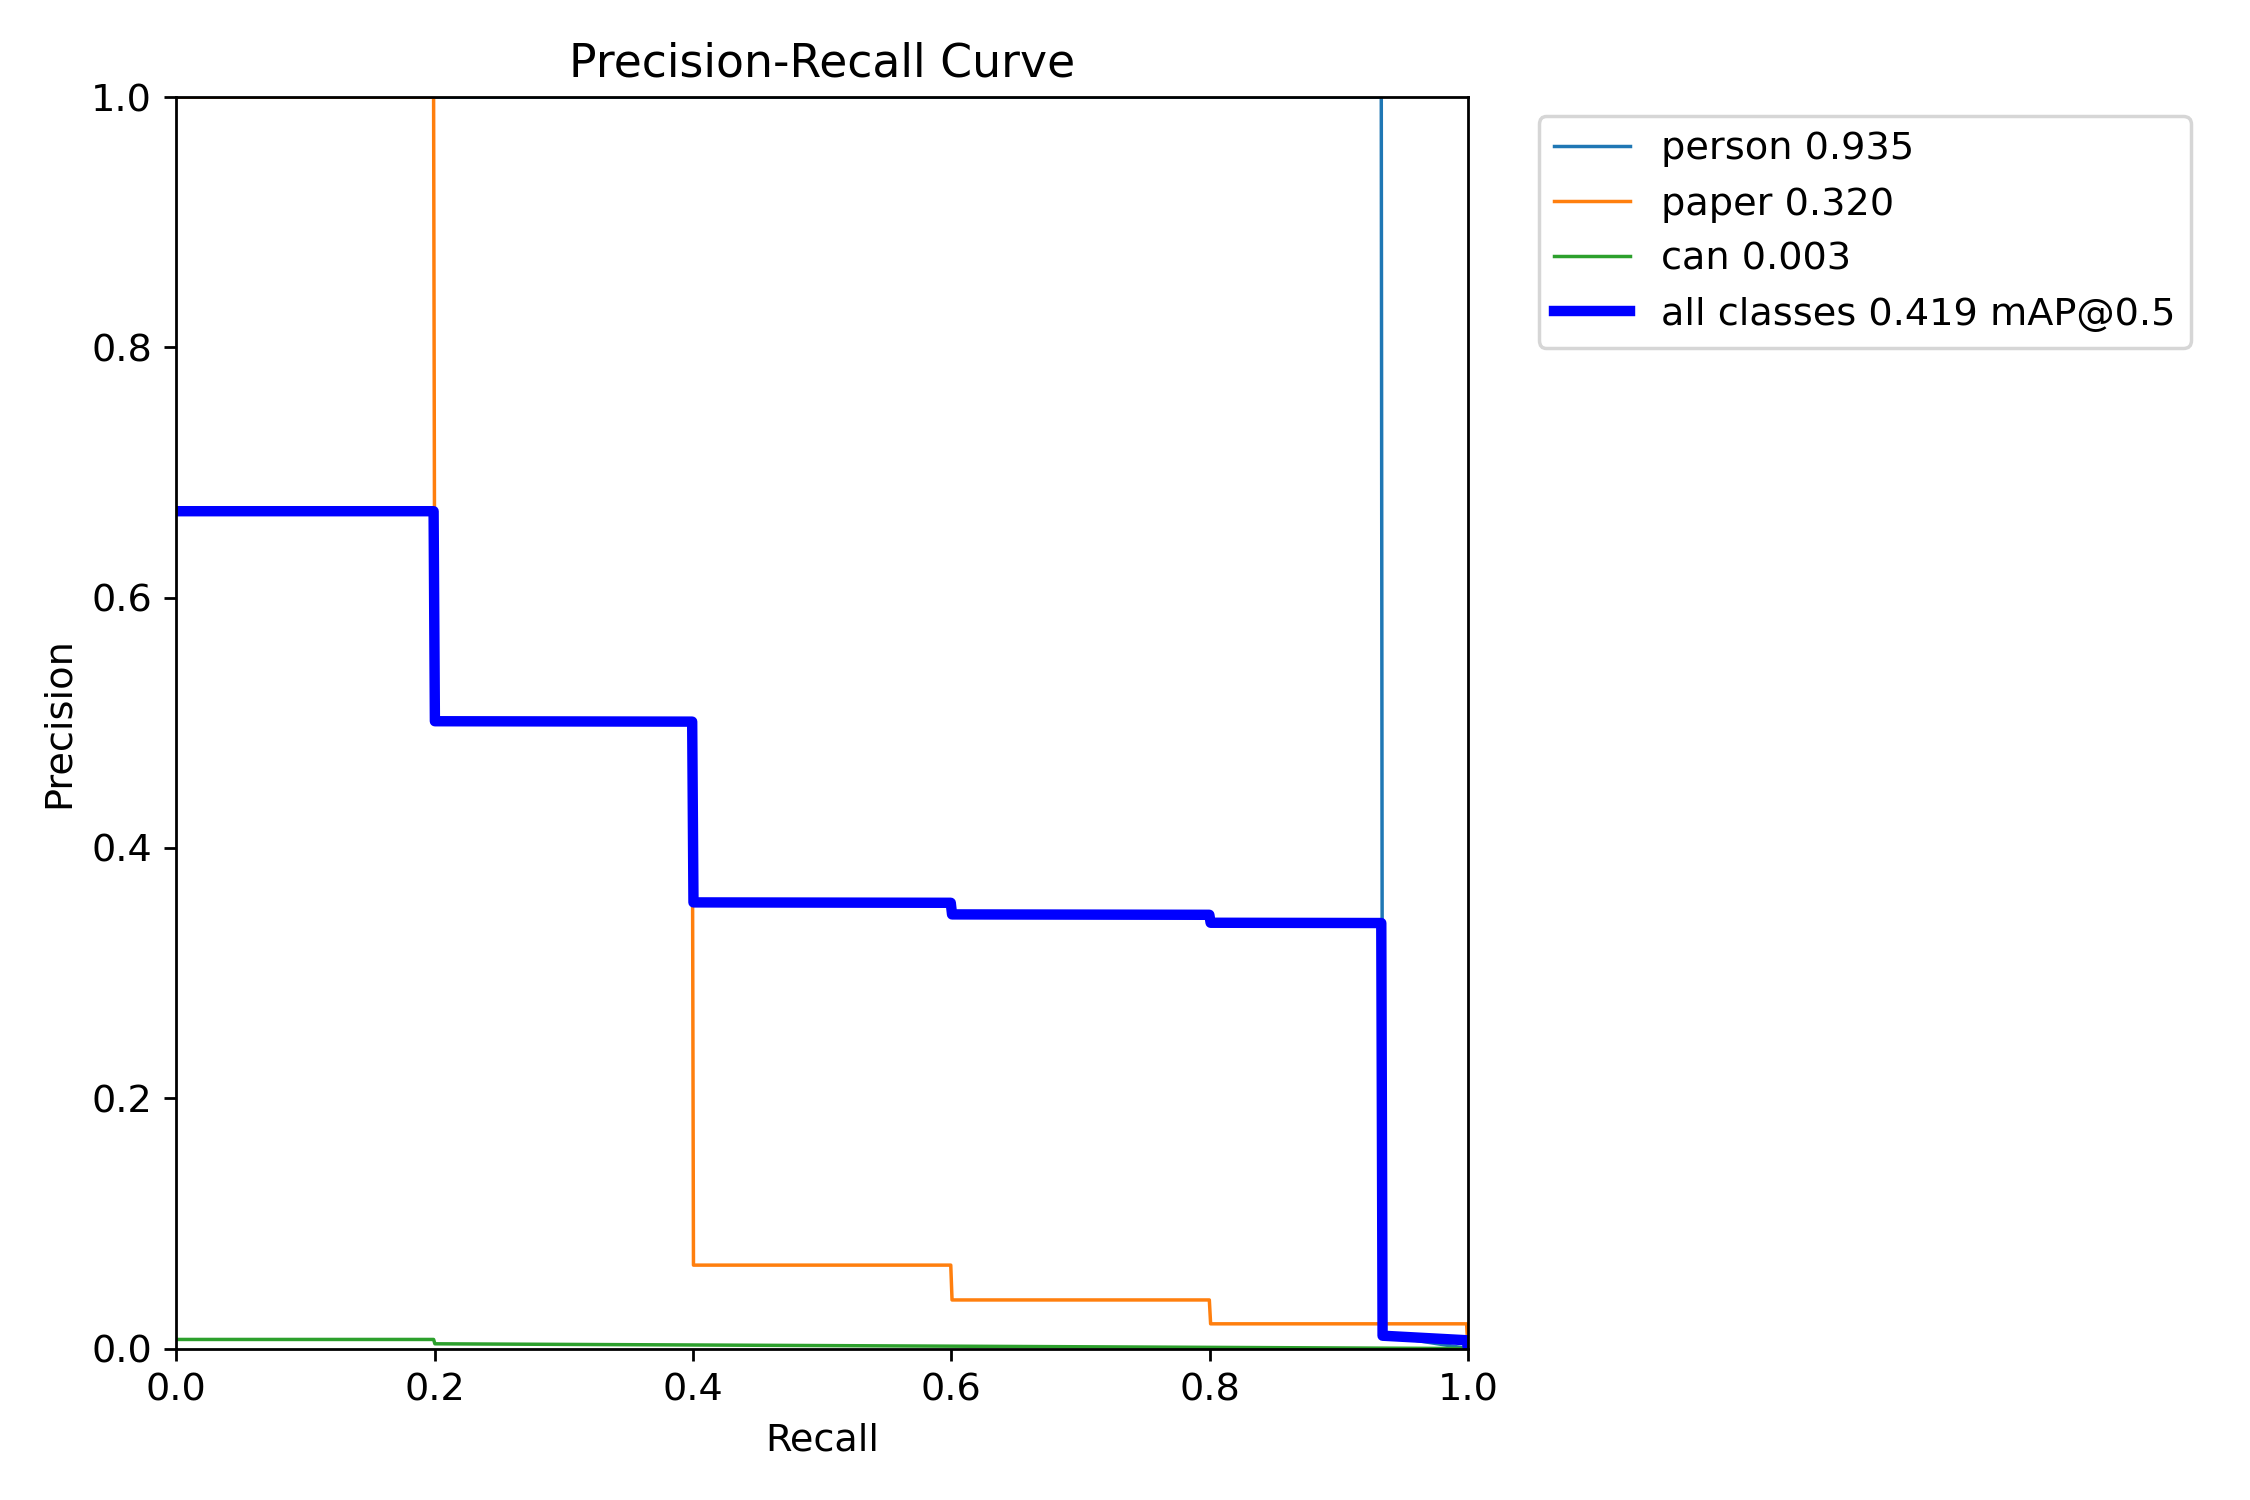 Precision-Recall Curve
1.0
0.8
0.6
0.4
0.2
0.0
Precision
0.0 0.2 0.4 0.6 0.8 1.0
Recall
person 0.935
paper 0.320
can 0.003
all classes 0.419 mAP@0.5